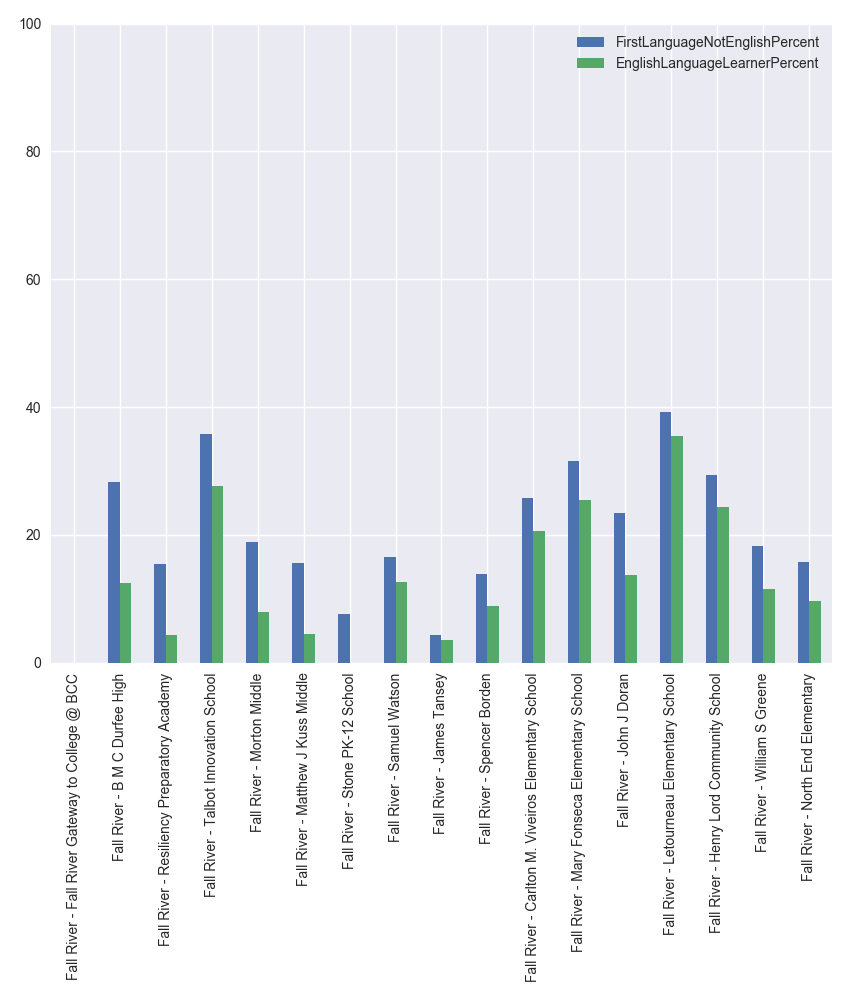 100
80
60
40
20
0
FirstLanguageNotEnglishPercent
EnglishLanguageLearnerPercent
Fall River - Fall River Gateway to College @ BCC
Fall River - B M C Durfee High
Fall River - Resiliency Preparatory Academy
Fall River - Talbot Innovation School
Fall River - Morton Middle
Fall River - Matthew J Kuss Middle
Fall River - Stone PK-12 School
Fall River - Samuel Watson
Fall River - James Tansey
Fall River - Spencer Borden
Fall River - Carlton M. Viveiros Elementary School
Fall River - Mary Fonseca Elementary School
Fall River - John J Doran
Fall River - Letourneau Elementary School
Fall River - Henry Lord Community School
Fall River - William S Greene
Fall River - North End Elementary